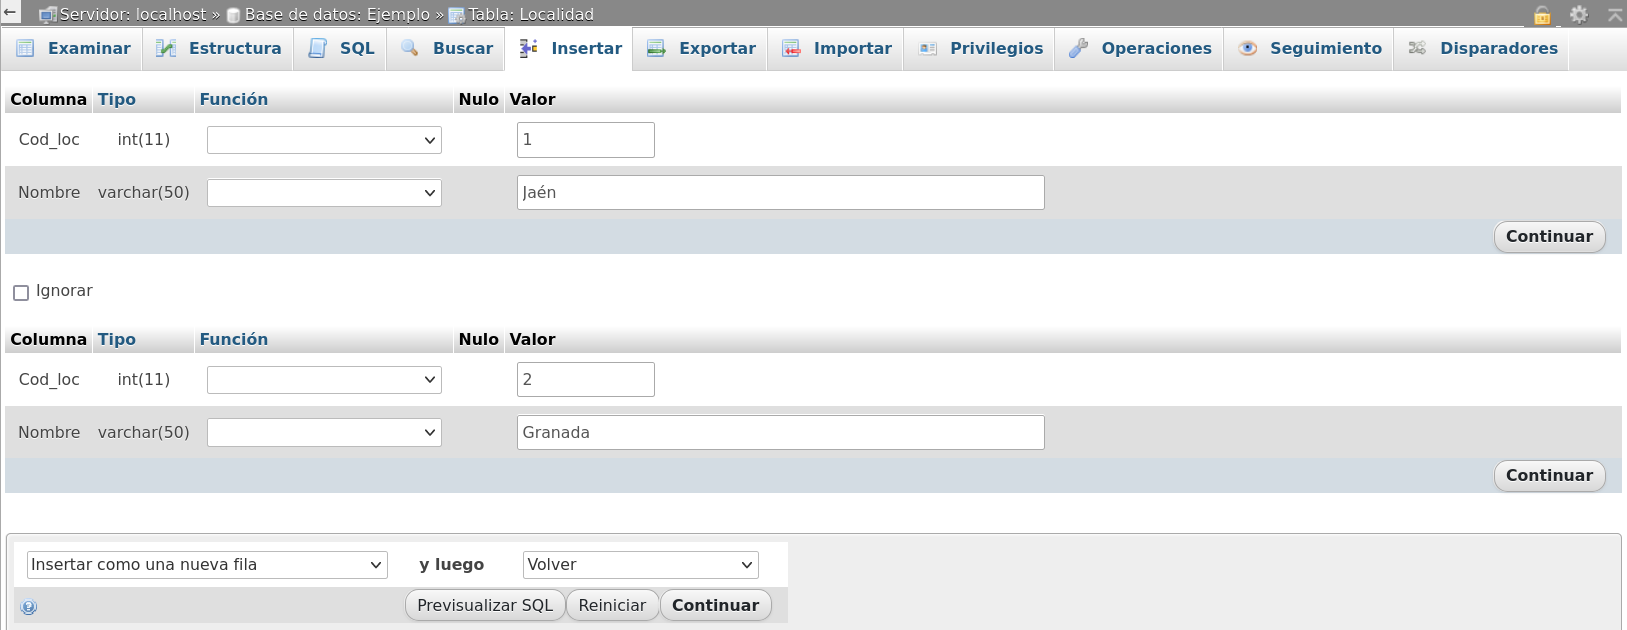 ← Servidor: localhost » Base de datos: Ejemplo » Tabla: Localidad
Examinar Estructura SQL Buscar Insertar Exportar Importar Privilegios Operaciones Seguimiento Disparadores
Columna Tipo Función Nulo Valor
Cod_loc int(11) 1
Nombre varchar(50) Jaén
Continuar
Ignorar
Columna Tipo Función Nulo Valor
Cod_loc int(11) 2
Nombre varchar(50) Granada
Continuar
Insertar como una nueva fila y luego Volver
Previsualizar SQL Reiniciar Continuar